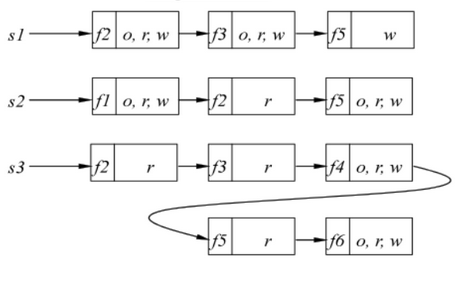 s1 f2 o, r, w f3 o, r, w f5 w
s2 f1 o, r, w f2 r f5 o, r, w
s3 f2 r f3 r f4 o, r, w
f5 r f6 o, r, w